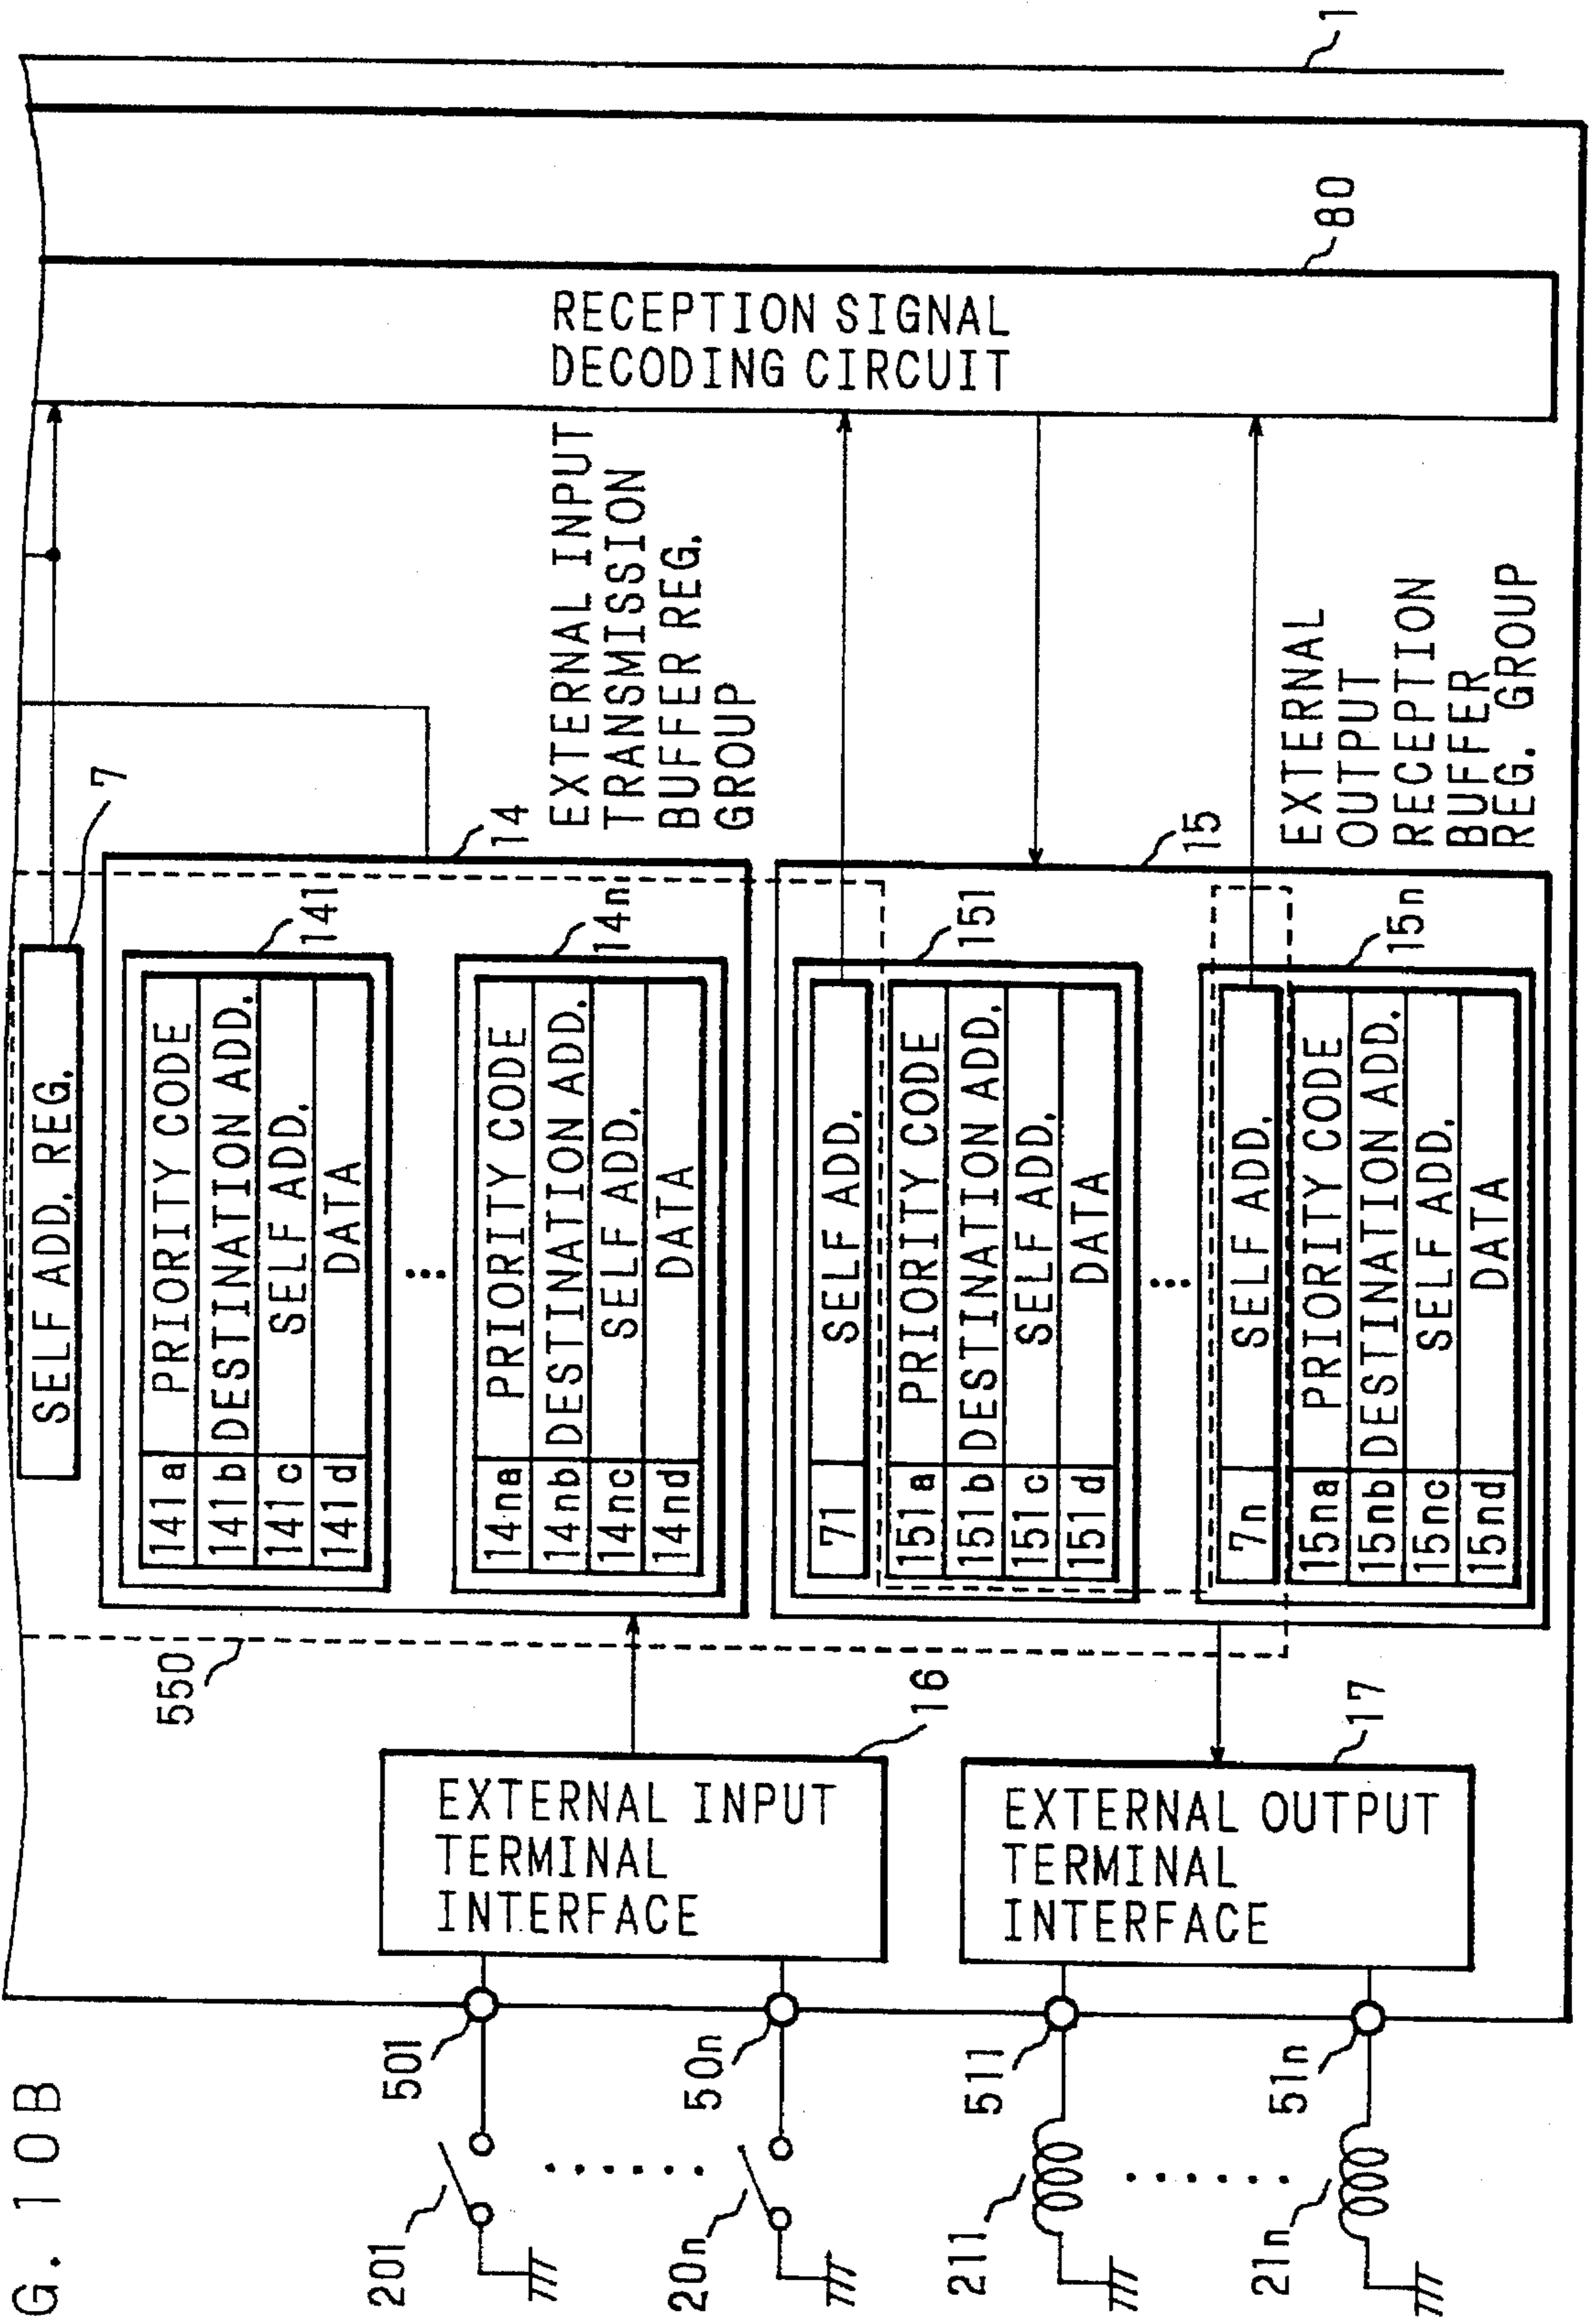 G. 10B
1
80
RECEPTION SIGNAL
DECODING CIRCUIT
SELF ADD. REG.
7
14
EXTERNAL INPUT
TRANSMISSION
BUFFER REG.
GROUP
141
141a PRIORITY CODE
141b DESTINATION ADD.
141c SELF ADD.
141d DATA
14n
14na PRIORITY CODE
14nb DESTINATION ADD.
14nc SELF ADD.
14nd DATA
15
EXTERNAL
OUTPUT
RECEPTION
BUFFER
REG. GROUP
151
71 SELF ADD.
151a PRIORITY CODE
151b DESTINATION ADD.
151c SELF ADD.
151d DATA
15n
7n SELF ADD.
15na PRIORITY CODE
15nb DESTINATION ADD.
15nc SELF ADD.
15nd DATA
550
16
EXTERNAL INPUT
TERMINAL
INTERFACE
17
EXTERNAL OUTPUT
TERMINAL
INTERFACE
501
50n
511
51n
201
20n
211
21n